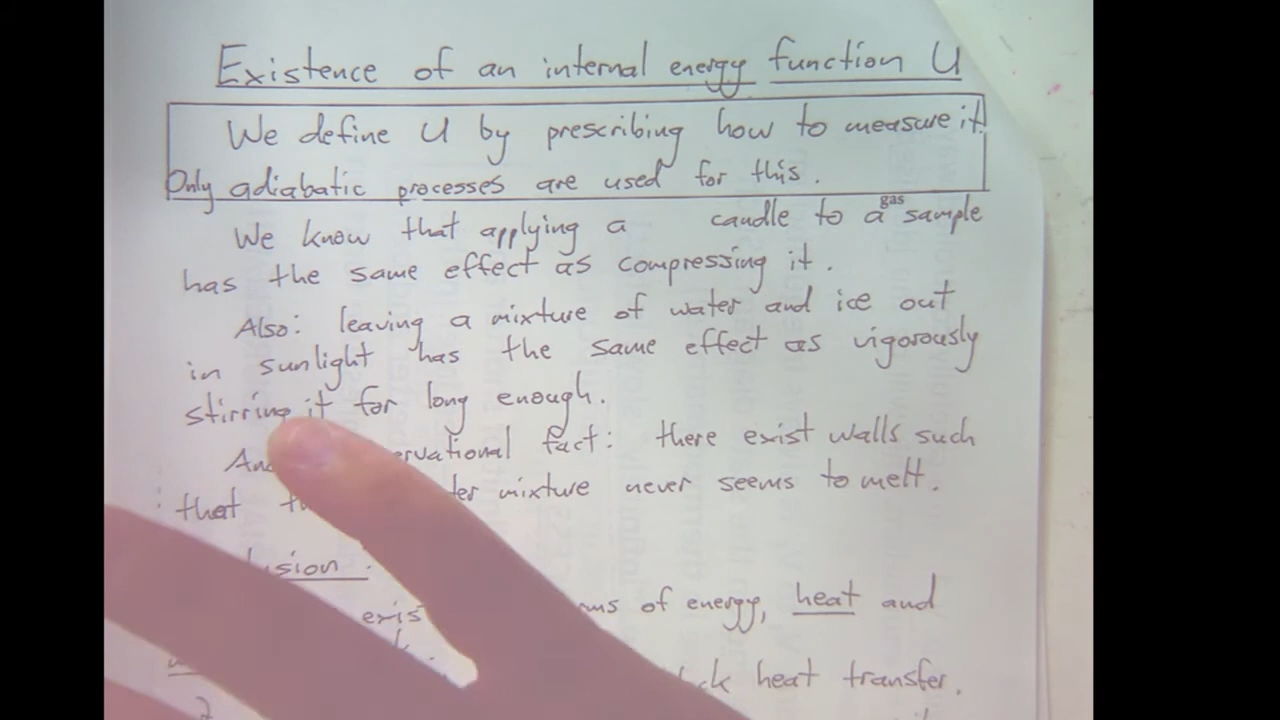 Existence of an internal energy function U
We define U by prescribing how to measure it.
Only adiabatic processes are used for this.
We know that applying a candle to a gas sample
has the same effect as compressing it.
Also: leaving a mixture of water and ice out
in sunlight has the same effect as vigorously
stirring it for long enough.
fact: there exist walls such
that mixture never seems to melt.
of energy, heat and
heat transfer.
2